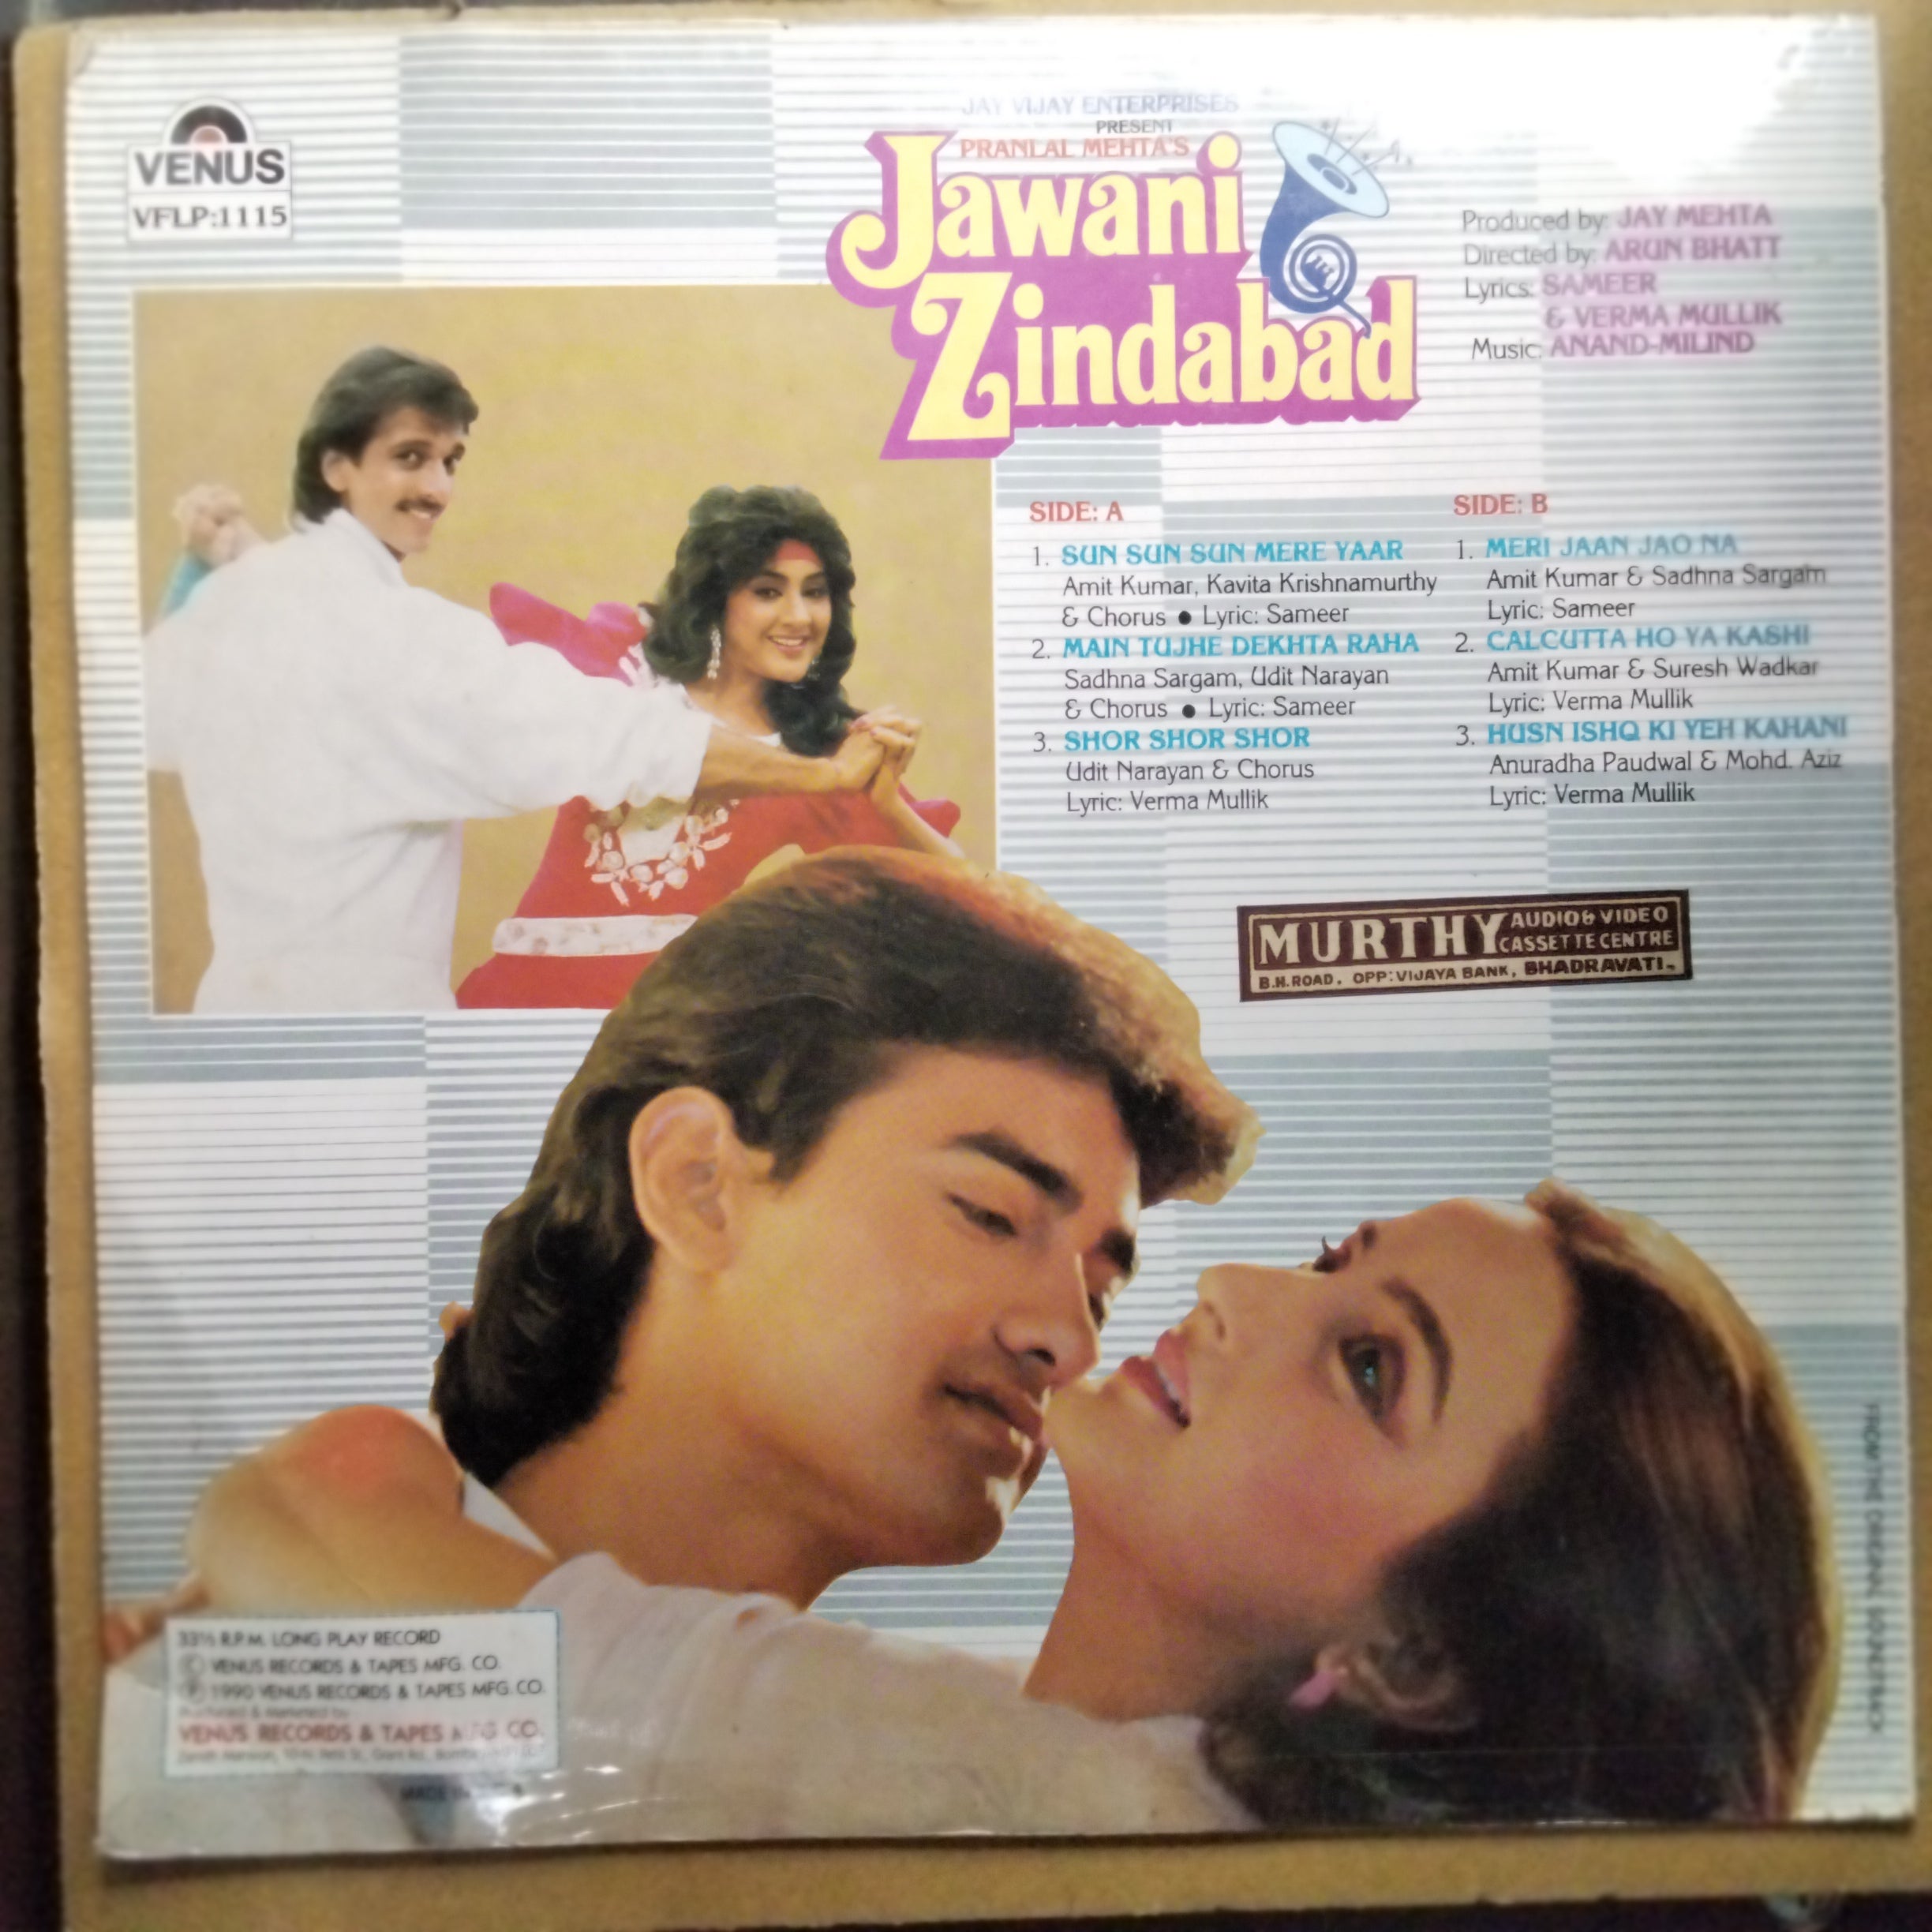 VENUS
VFLP:1115
JAY VIJAY ENTERPRISES
PRESENT
PRANLAL MEHTA'S
Jawani
Zindabad
Produced by: JAY MEHTA
Directed by: ARUN BHATT
Lyrics: SAMEER
& VERMA MULLIK
Music: ANAND-MILIND
SIDE: A
1. SUN SUN SUN MERE YAAR
Amit Kumar, Kavita Krishnamurthy
& Chorus ● Lyric: Sameer
2. MAIN TUJHE DEKHTA RAHA
Sadhna Sargam, Udit Narayan
& Chorus ● Lyric: Sameer
3. SHOR SHOR SHOR
Udit Narayan & Chorus
Lyric: Verma Mullik
SIDE: B
1. MERI JAAN JAO NA
Amit Kumar & Sadhna Sargam
Lyric: Sameer
2. CALCUTTA HO YA KASHI
Amit Kumar & Suresh Wadkar
Lyric: Verma Mullik
3. HUSN ISHQ KI YEH KAHANI
Anuradha Paudwal & Mohd. Aziz
Lyric: Verma Mullik
MURTHY AUDIO & VIDEO
CASSETTE CENTRE
B.H.ROAD, OPP: VIJAYA BANK, BHADRAVATI.
FROM THE ORIGINAL SOUNDTRACK
33⅓ R.P.M. LONG PLAY RECORD
© VENUS RECORDS & TAPES MFG. CO.
℗ 1990 VENUS RECORDS & TAPES MFG. CO.
VENUS RECORDS & TAPES MFG. CO.
MADE